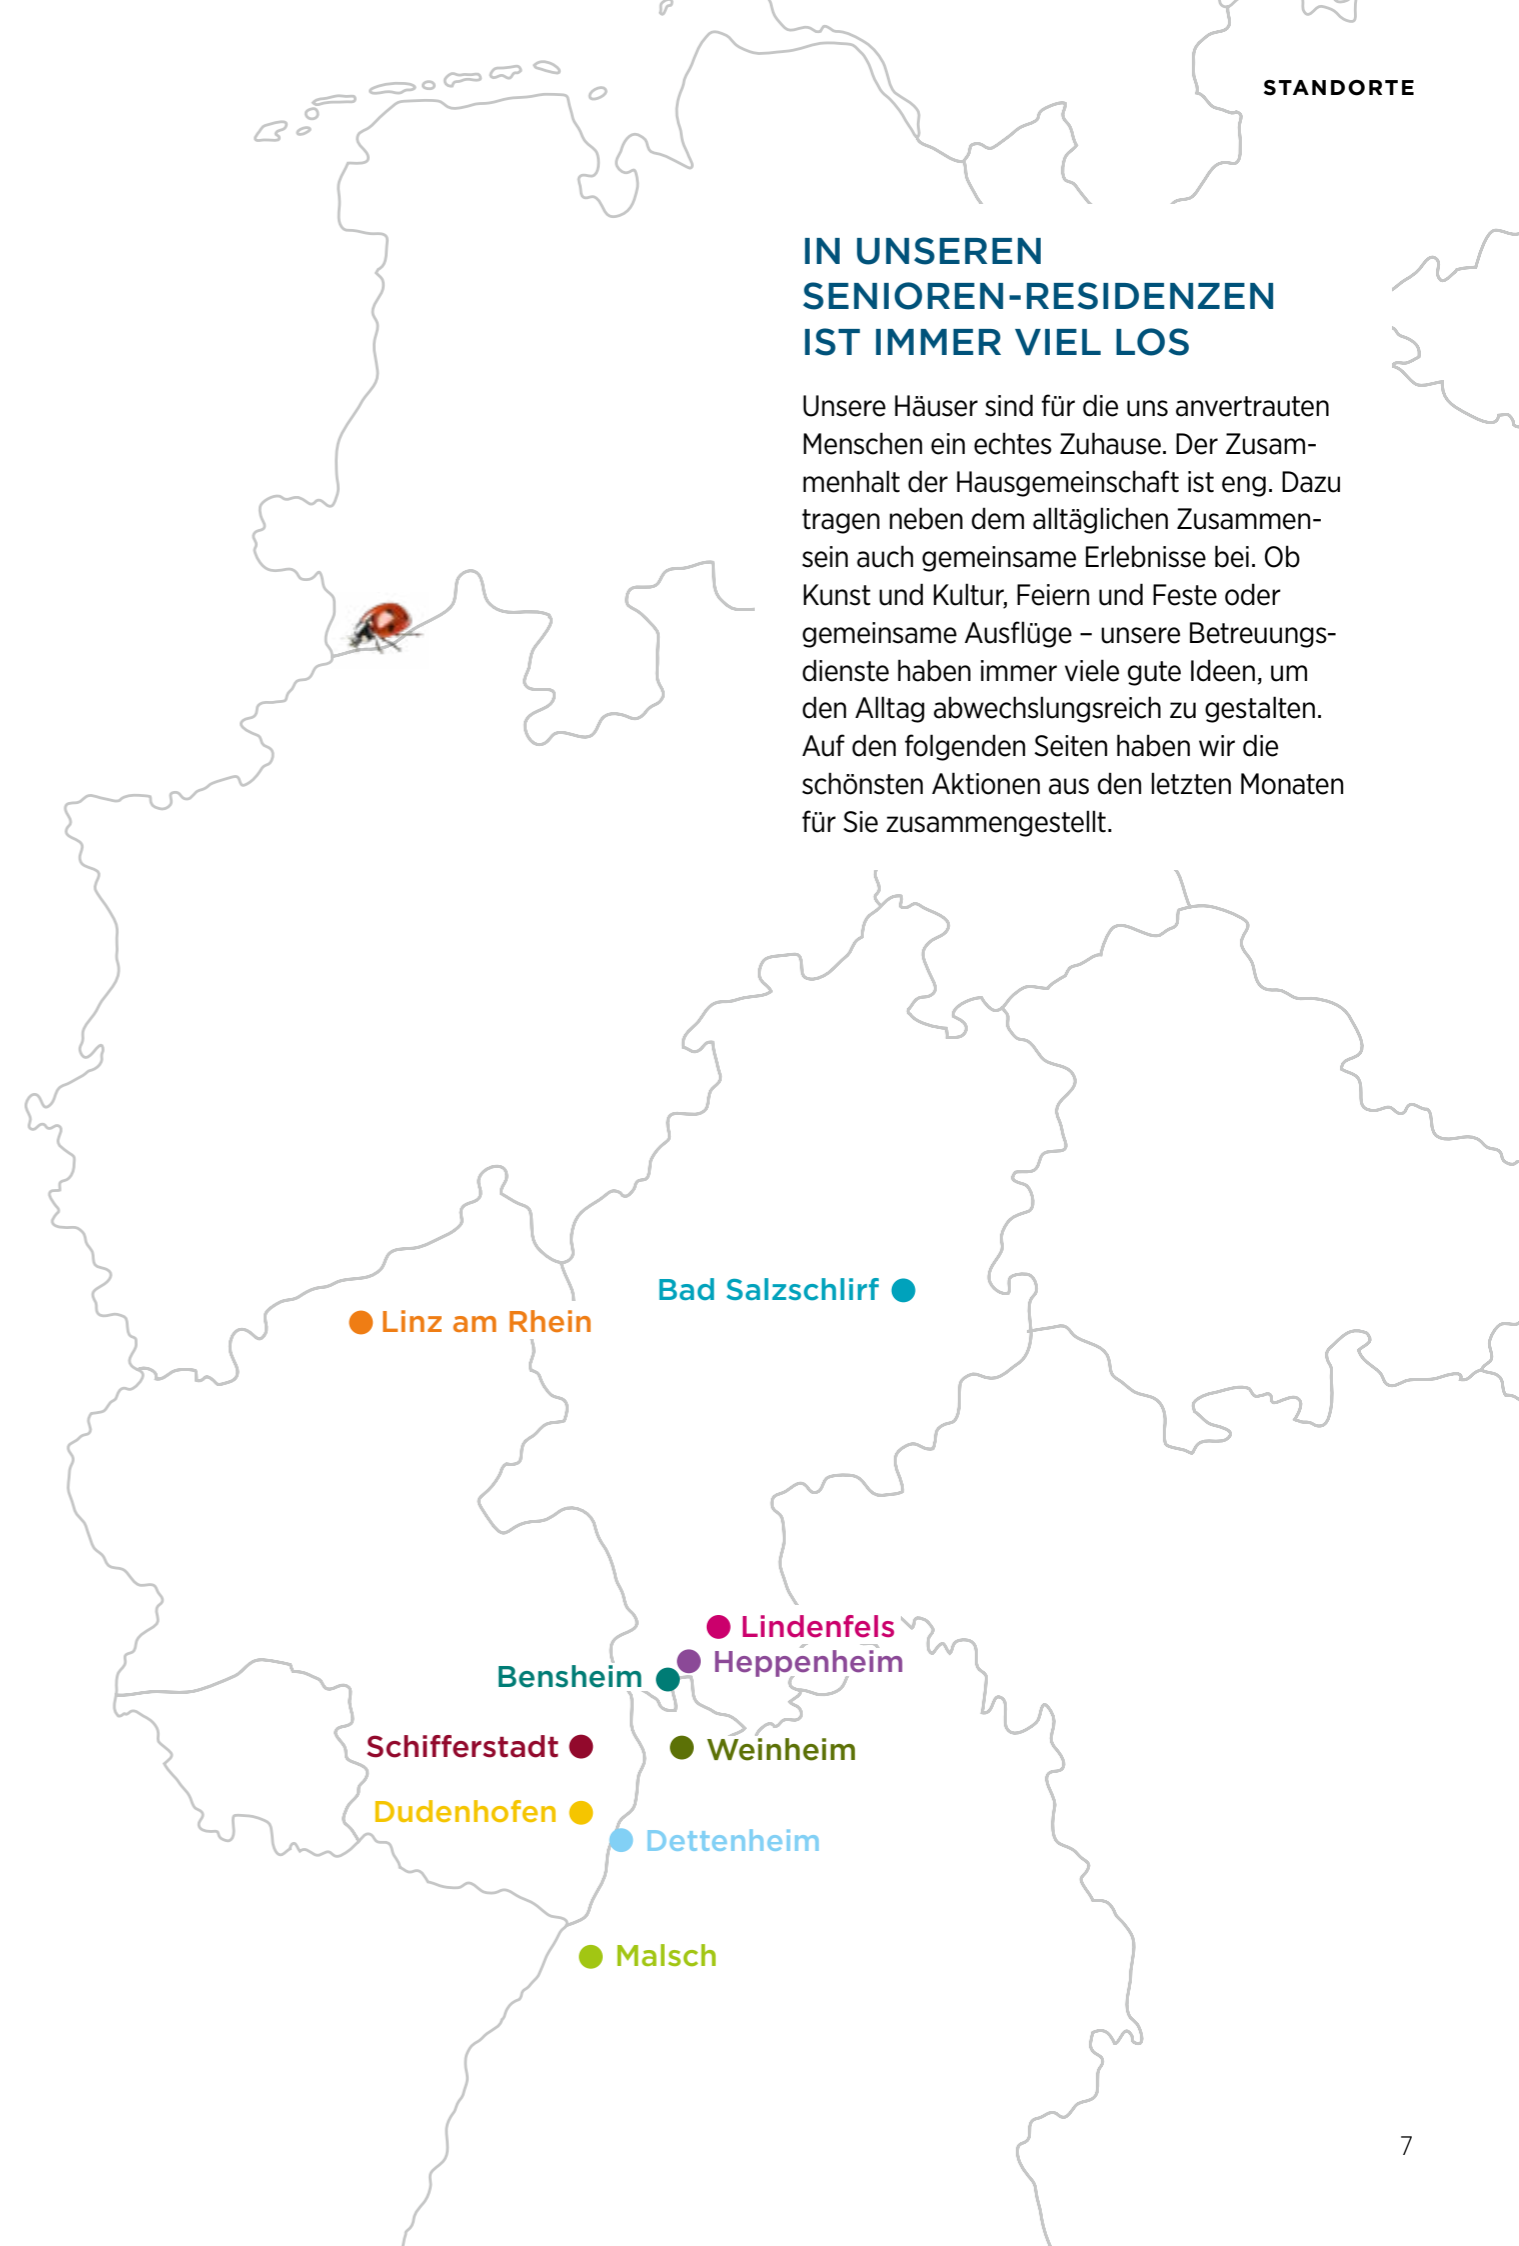 STANDORTE
IN UNSEREN
SENIOREN-RESIDENZEN
IST IMMER VIEL LOS
Unsere Häuser sind für die uns anvertrauten
Menschen ein echtes Zuhause. Der Zusam-
menhalt der Hausgemeinschaft ist eng. Dazu
tragen neben dem alltäglichen Zusammen-
sein auch gemeinsame Erlebnisse bei. Ob
Kunst und Kultur, Feiern und Feste oder
gemeinsame Ausflüge – unsere Betreuungs-
dienste haben immer viele gute Ideen, um
den Alltag abwechslungsreich zu gestalten.
Auf den folgenden Seiten haben wir die
schönsten Aktionen aus den letzten Monaten
für Sie zusammengestellt.
Bad Salzschlirf
Linz am Rhein
Lindenfels
Heppenheim
Bensheim
Schifferstadt
Weinheim
Dudenhofen
Dettenheim
Malsch
7